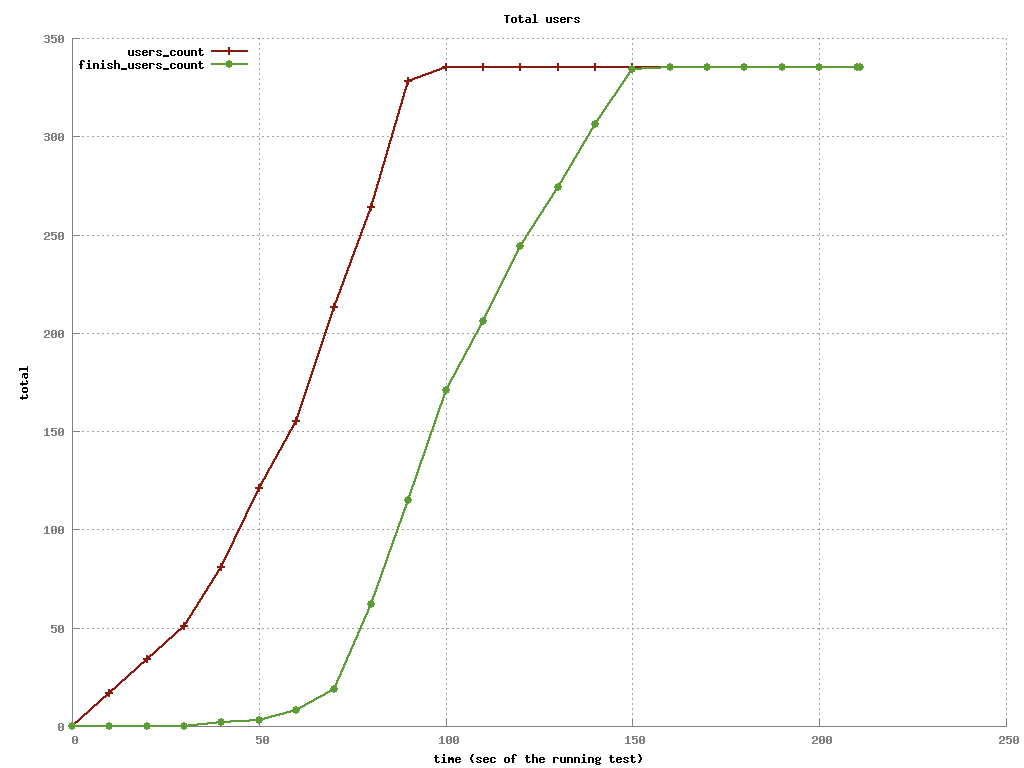 Total users
350
users_count
finish_users_count
300
250
200
total
150
100
50
0
0 50 100 150 200 250
time (sec of the running test)